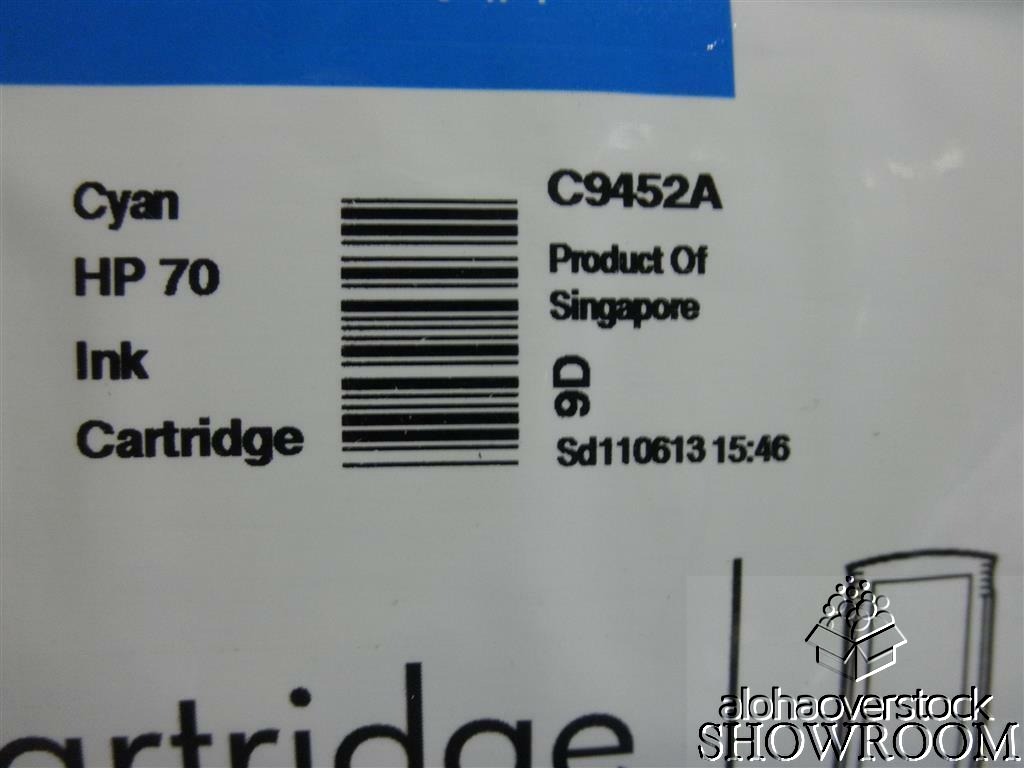 Cyan
HP 70
Ink
Cartridge
C9452A
Product Of
Singapore
9D
Sd110613 15:46
artridge
alohaoverstock
SHOWROOM